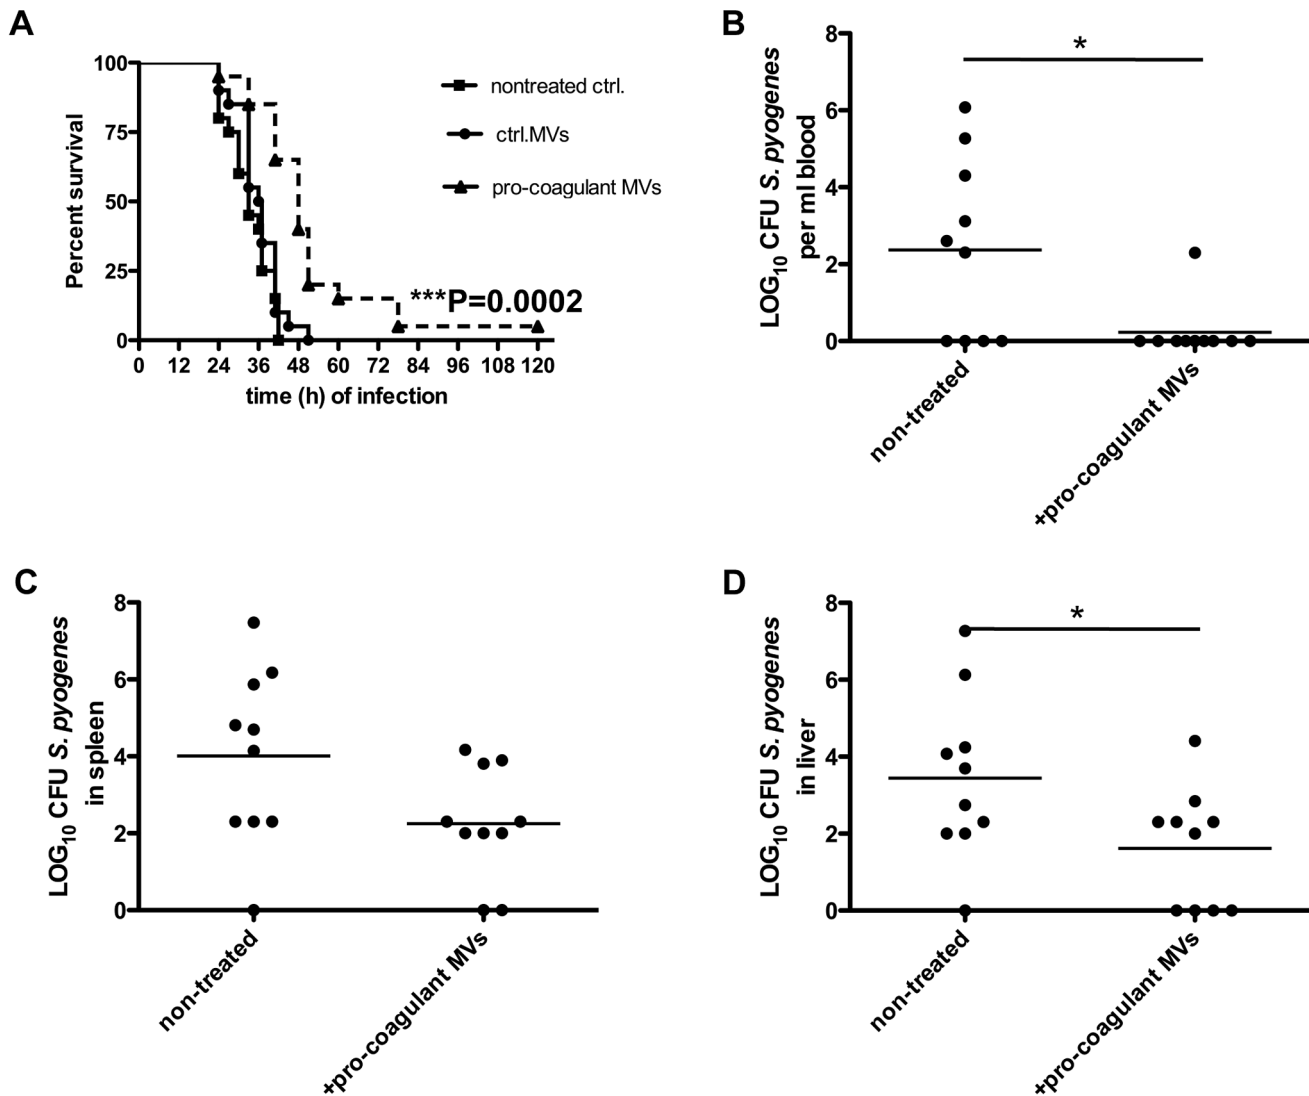 A
Percent survival
100
75
50
25
0
0 12 24 36 48 60 72 84 96 108 120
time (h) of infection
nontreated ctrl.
ctrl.MVs
pro-coagulant MVs
***P=0.0002
B
LOG10 CFU S. pyogenes
per ml blood
8
6
4
2
0
*
non-treated
+pro-coagulant MVs
C
LOG10 CFU S. pyogenes
in spleen
8
6
4
2
0
non-treated
+pro-coagulant MVs
D
LOG10 CFU S. pyogenes
in liver
8
6
4
2
0
*
non-treated
+pro-coagulant MVs